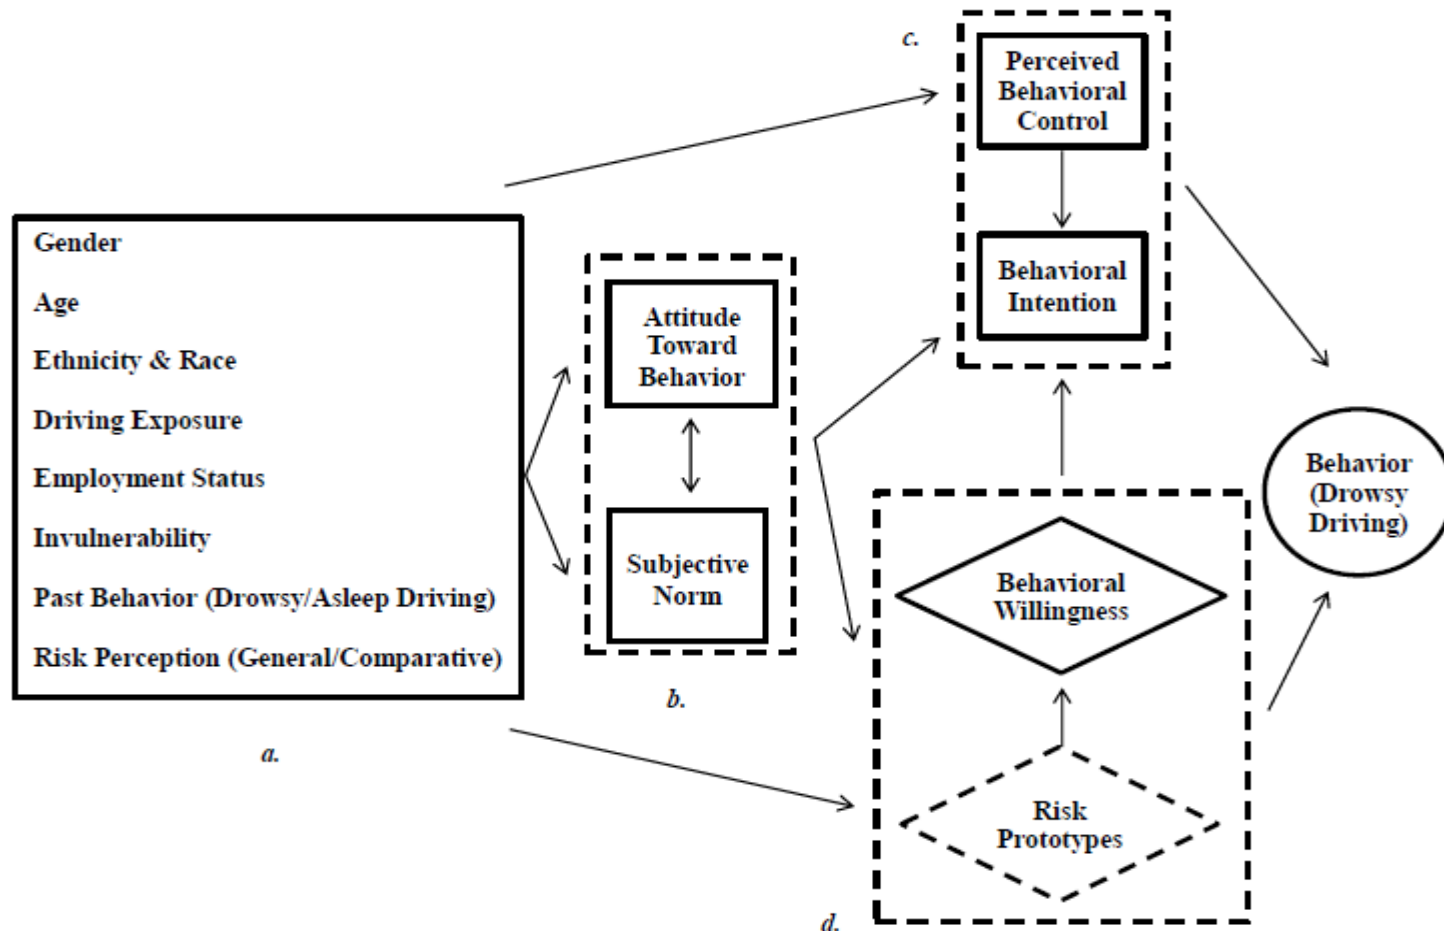 c.
Perceived
Behavioral
Control
Behavioral
Intention
Gender
Age
Ethnicity & Race
Driving Exposure
Employment Status
Invulnerability
Past Behavior (Drowsy/Asleep Driving)
Risk Perception (General/Comparative)
a.
Attitude
Toward
Behavior
Subjective
Norm
b.
Behavioral
Willingness
Risk
Prototypes
d.
Behavior
(Drowsy
Driving)